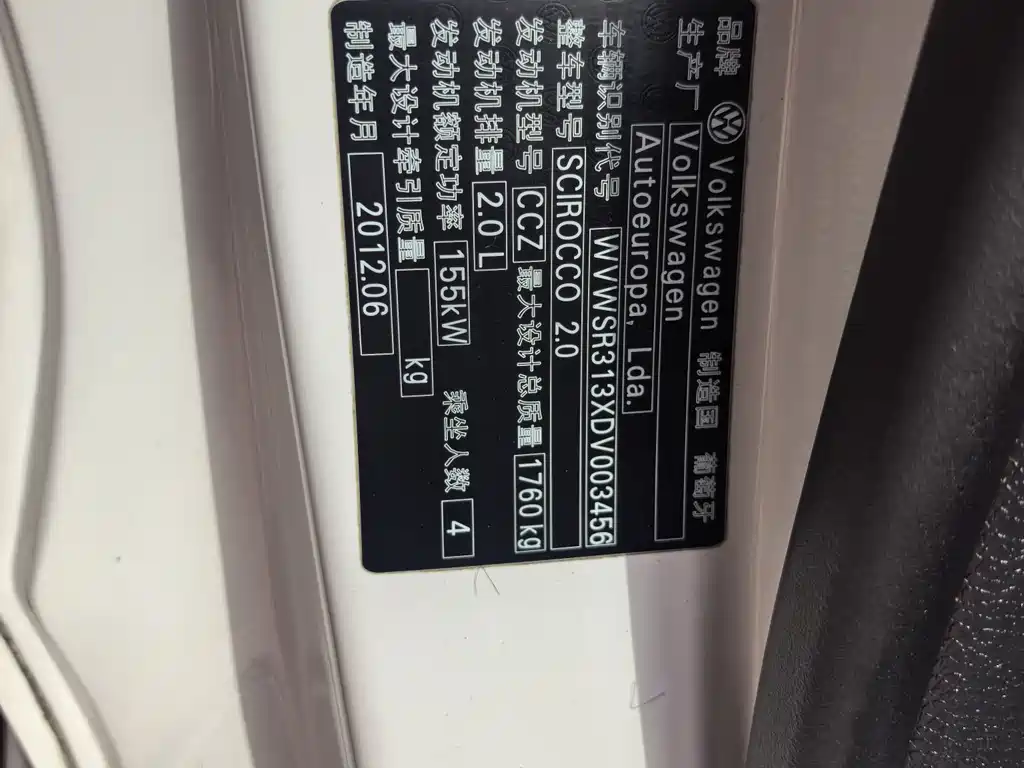 品牌 Volkswagen 制造国 葡萄牙
生产厂 Volkswagen
Autoeuropa, Lda.
车辆识别代号 WVWSR313XDV003456
整车型号 SCIROCCO 2.0
发动机型号 CCZ 最大设计总质量 1760kg
发动机排量 2.0 L
发动机额定功率 155kW 乘坐人数 4
最大设计牵引质量 kg
制造年月 2012.06